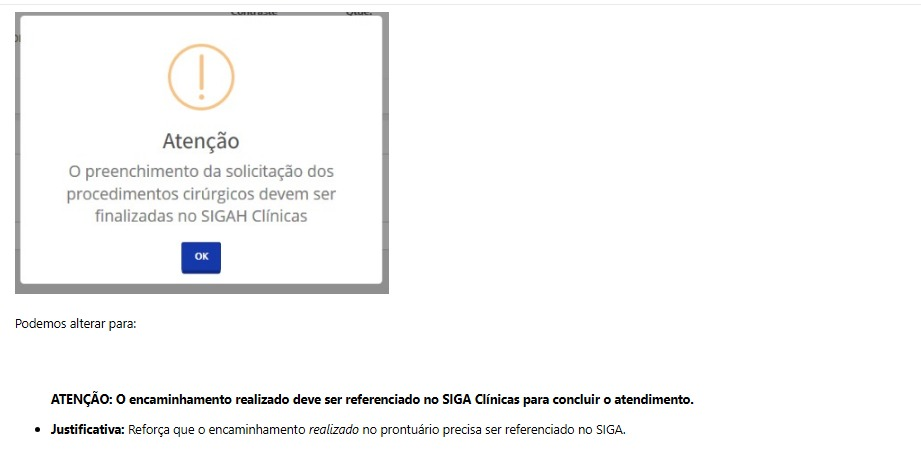 Contraste Qtde.
Atenção
O preenchimento da solicitação dos
procedimentos cirúrgicos devem ser
finalizadas no SIGAH Clínicas
OK
Podemos alterar para:
ATENÇÃO: O encaminhamento realizado deve ser referenciado no SIGA Clínicas para concluir o atendimento.
• Justificativa: Reforça que o encaminhamento realizado no prontuário precisa ser referenciado no SIGA.